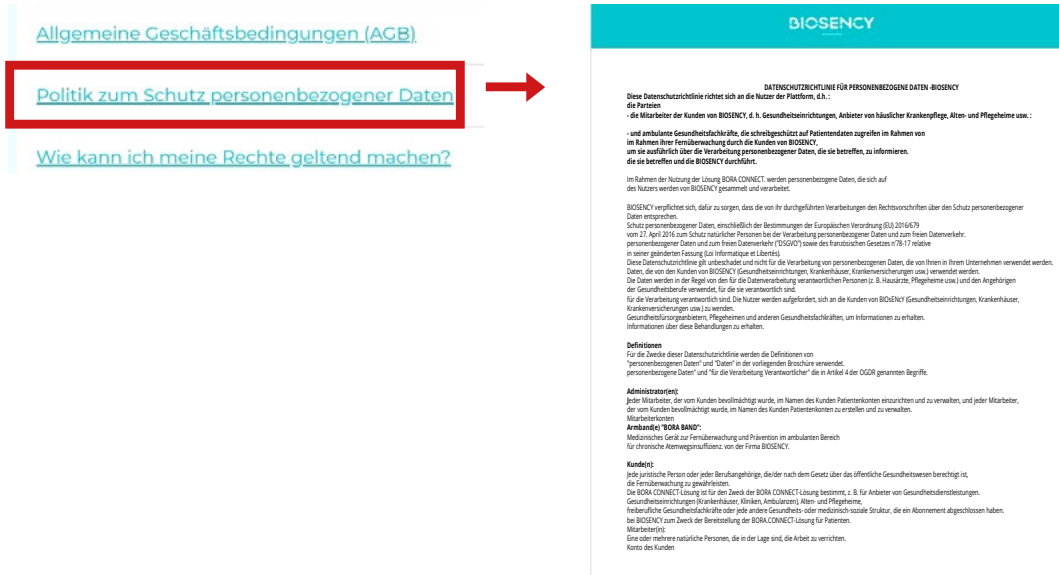 Allgemeine Geschäftsbedingungen (AGB)
Politik zum Schutz personenbezogener Daten
Wie kann ich meine Rechte geltend machen?
BIOSENCY
DATENSCHUTZRICHTLINIE FÜR PERSONENBEZOGENE DATEN -BIOSENCY
Diese Datenschutzrichtlinie richtet sich an die Nutzer der Plattform, d.h. :
die Parteien
- die Mitarbeiter der Kunden von BIOSENCY, d. h. Gesundheitseinrichtungen, Anbieter von häuslicher Krankenpflege, Alten- und Pflegeheime usw. :
- und ambulante Gesundheitsfachkräfte, die schreibgeschützt auf Patientendaten zugreifen im Rahmen von
im Rahmen ihrer Fernüberwachung durch die Kunden von BIOSENCY,
um sie ausführlich über die Verarbeitung personenbezogener Daten, die sie betreffen, zu informieren.
die sie betreffen und die BIOSENCY durchführt.
Im Rahmen der Nutzung der Lösung BORA CONNECT. werden personenbezogene Daten, die sich auf
des Nutzers werden von BIOSENCY gesammelt und verarbeitet.
BIOSENCY verpflichtet sich, dafür zu sorgen, dass die von ihr durchgeführten Verarbeitungen den Rechtsvorschriften über den Schutz personenbezogener
Daten entsprechen.
Schutz personenbezogener Daten, einschließlich der Bestimmungen der Europäischen Verordnung (EU) 2016/679
vom 27. April 2016 zum Schutz natürlicher Personen bei der Verarbeitung personenbezogener Daten und zum freien Datenverkehr.
personenbezogener Daten und zum freien Datenverkehr ("DSGVO") sowie des französischen Gesetzes n'78-17 relative
in seiner geänderten Fassung (Loi Informatique et Libertés).
Diese Datenschutzrichtlinie gilt unbeschadet und nicht für die Verarbeitung von personenbezogenen Daten, die von Ihnen in Ihrem Unternehmen verwendet werden.
Daten, die von den Kunden von BIOSENCY (Gesundheitseinrichtungen, Krankenhäuser, Krankenversicherungen usw.) verwendet werden.
Die Daten werden in der Regel von den für die Datenverarbeitung verantwortlichen Personen (z. B. Hausärzte, Pflegeheime usw.) und den Angehörigen
der Gesundheitsberufe verwendet, für die sie verantwortlich sind.
für die Verarbeitung verantwortlich sind. Die Nutzer werden aufgefordert, sich an die Kunden von BIOsENcY (Gesundheitseinrichtungen, Krankenhäuser,
Krankenversicherungen usw.) zu wenden.
Gesundheitsfürsorgeanbietern, Pflegeheimen und anderen Gesundheitsfachkräften, um Informationen zu erhalten.
Informationen über diese Behandlungen zu erhalten.
Definitionen
Für die Zwecke dieser Datenschutzrichtlinie werden die Definitionen von
"personenbezogenen Daten" und "Daten" in der vorliegenden Broschüre verwendet.
personenbezogene Daten" und "für die Verarbeitung Verantwortlicher" die in Artikel 4 der OGDR genannten Begriffe.
Administrator(en):
Jeder Mitarbeiter, der vom Kunden bevollmächtigt wurde, im Namen des Kunden Patientenkonten einzurichten und zu verwalten, und jeder Mitarbeiter,
der vom Kunden bevollmächtigt wurde, im Namen des Kunden Patientenkonten zu erstellen und zu verwalten.
Mitarbeiterkonten
Armband(e) "BORA BAND":
Medizinisches Gerät zur Fernüberwachung und Prävention im ambulanten Bereich
für chronische Atemwegsinsuffizienz. von der Firma BIOSENCY.
Kunde(n):
Jede juristische Person oder jeder Berufsangehörige, die/der nach dem Gesetz über das öffentliche Gesundheitswesen berechtigt ist,
die Fernüberwachung zu gewährleisten.
Die BORA CONNECT-Lösung ist für den Zweck der BORA CONNECT-Lösung bestimmt, z. B. für Anbieter von Gesundheitsdienstleistungen.
Gesundheitseinrichtungen (Krankenhäuser, Kliniken, Ambulanzen), Alten- und Pflegeheime,
freiberufliche Gesundheitsfachkräfte oder jede andere Gesundheits- oder medizinisch-soziale Struktur, die ein Abonnement abgeschlossen haben.
bei BIOSENCY zum Zweck der Bereitstellung der BORA.CONNECT-Lösung für Patienten.
Mitarbeiter(in):
Eine oder mehrere natürliche Personen, die in der Lage sind, die Arbeit zu verrichten.
Konto des Kunden